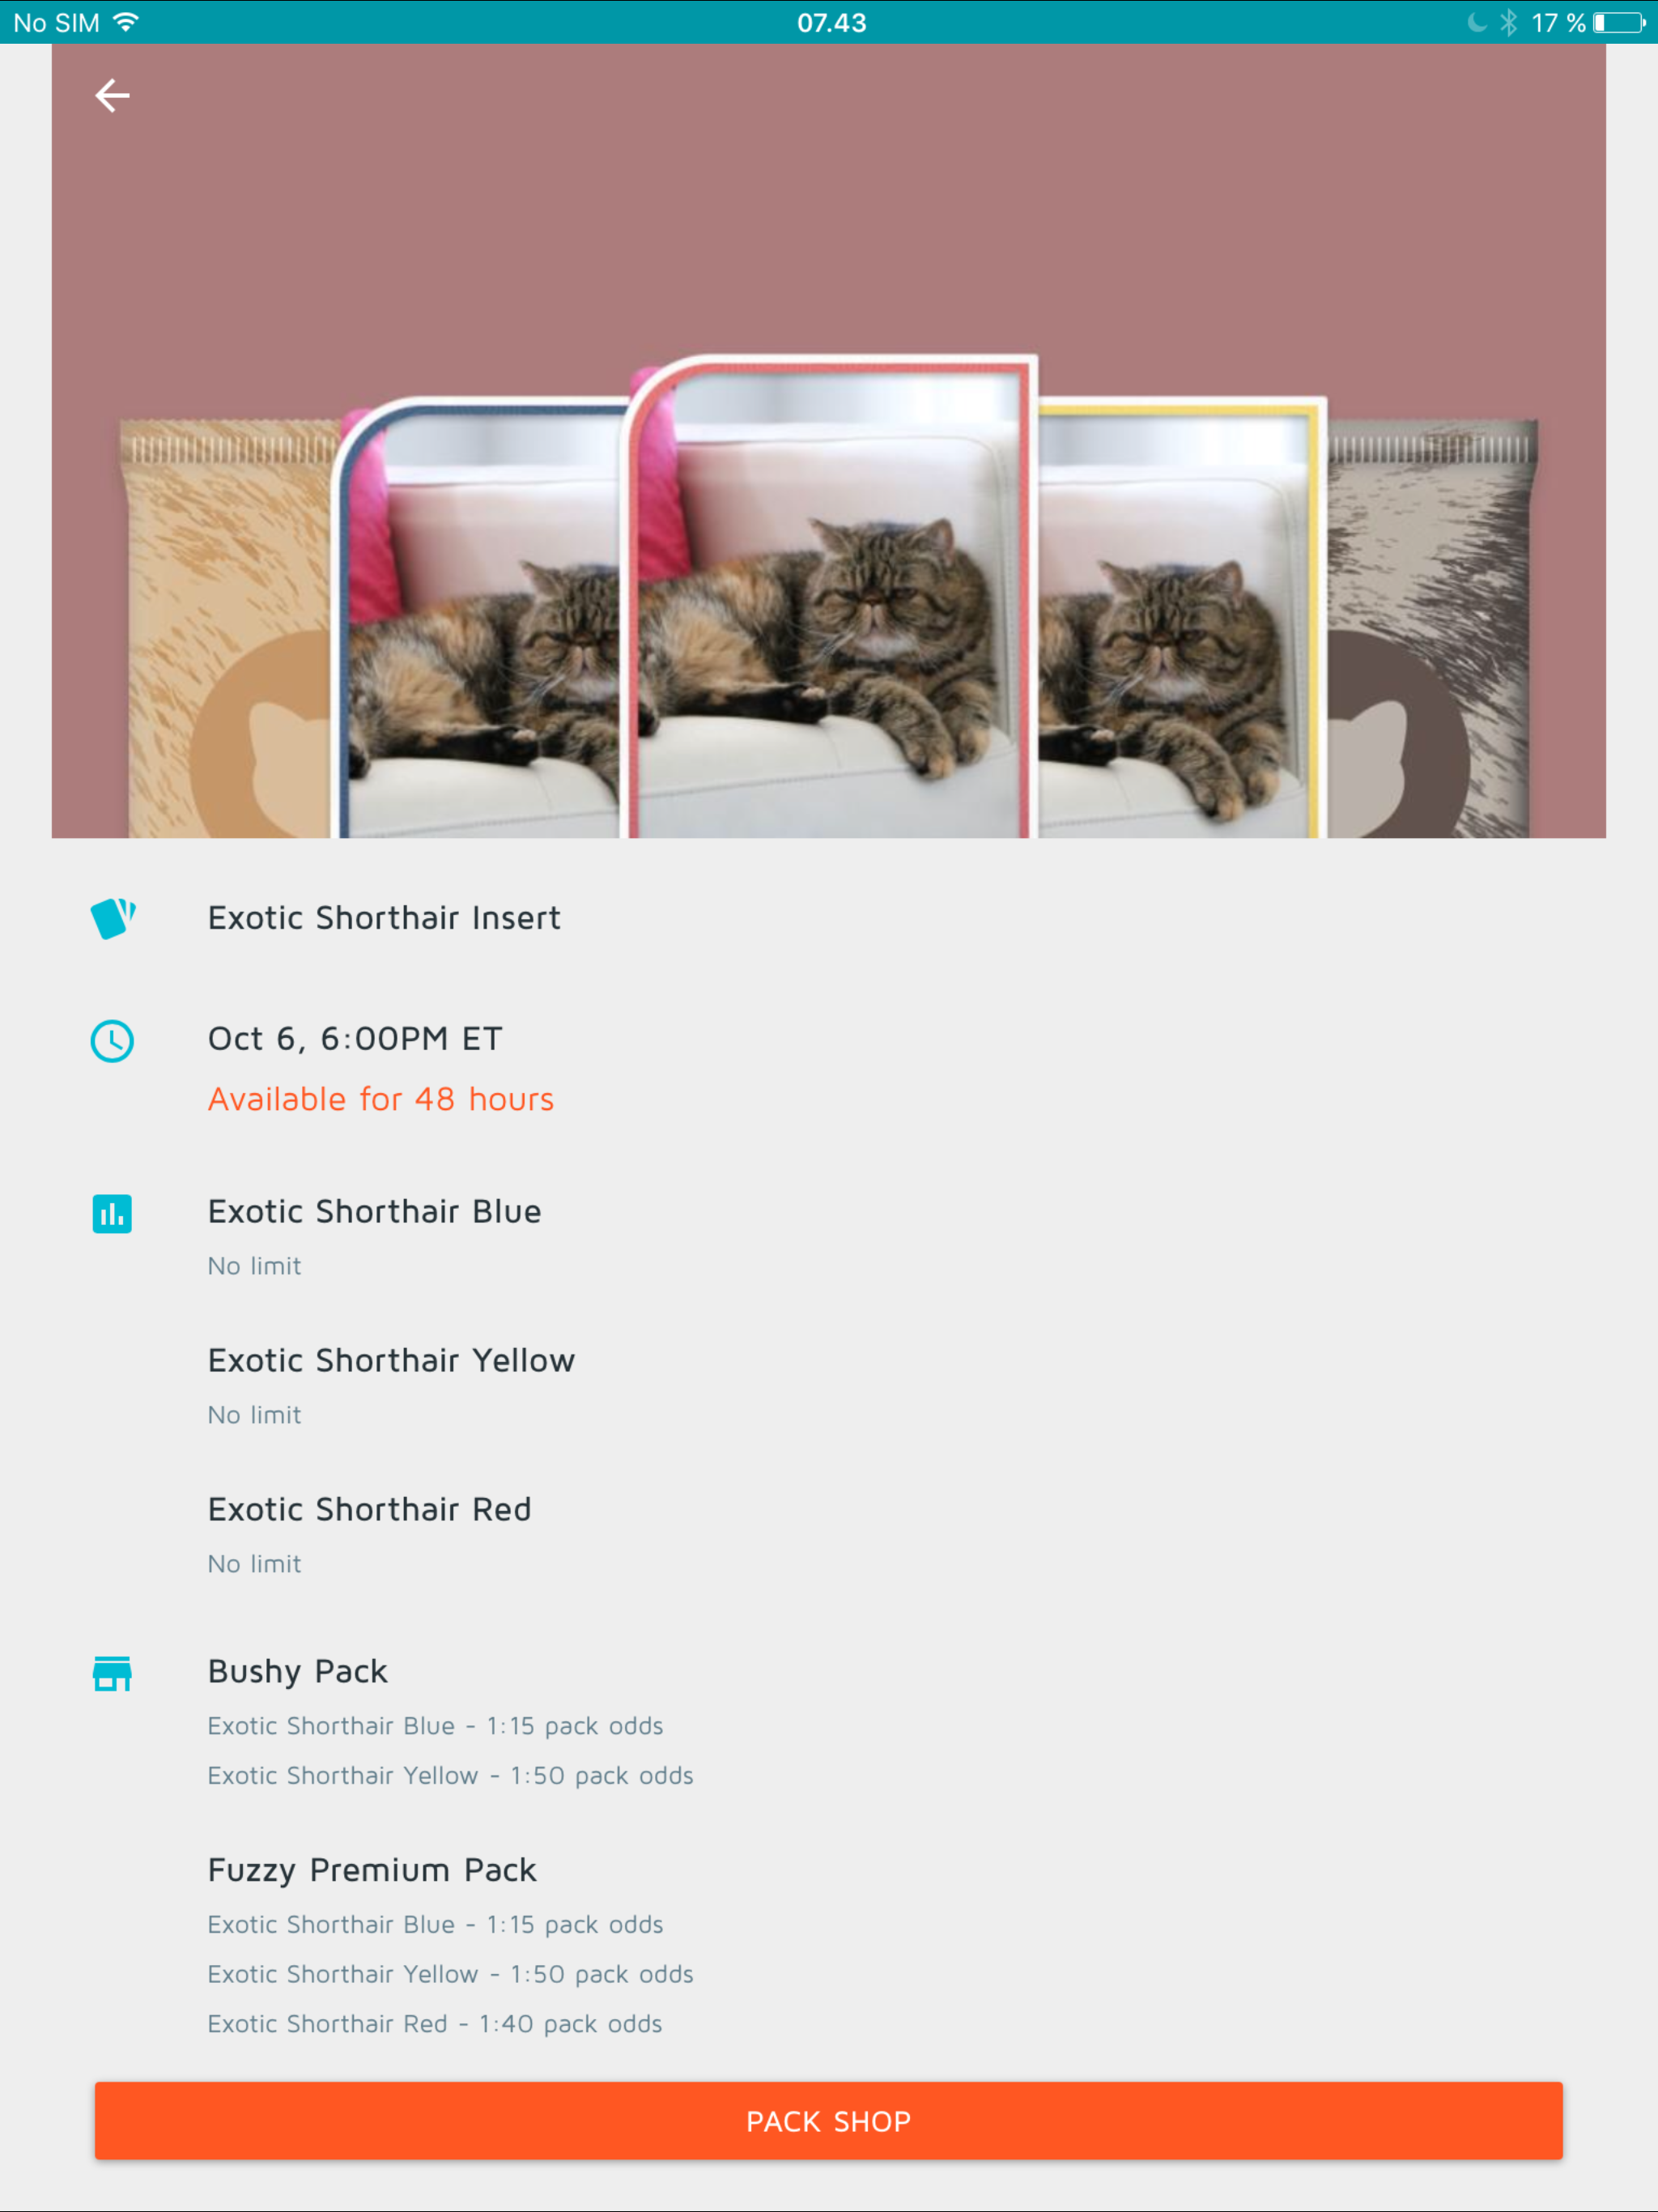 No SIM 07.43 17 %
Exotic Shorthair Insert
Oct 6, 6:00PM ET
Available for 48 hours
Exotic Shorthair Blue
No limit
Exotic Shorthair Yellow
No limit
Exotic Shorthair Red
No limit
Bushy Pack
Exotic Shorthair Blue - 1:15 pack odds
Exotic Shorthair Yellow - 1:50 pack odds
Fuzzy Premium Pack
Exotic Shorthair Blue - 1:15 pack odds
Exotic Shorthair Yellow - 1:50 pack odds
Exotic Shorthair Red - 1:40 pack odds
PACK SHOP